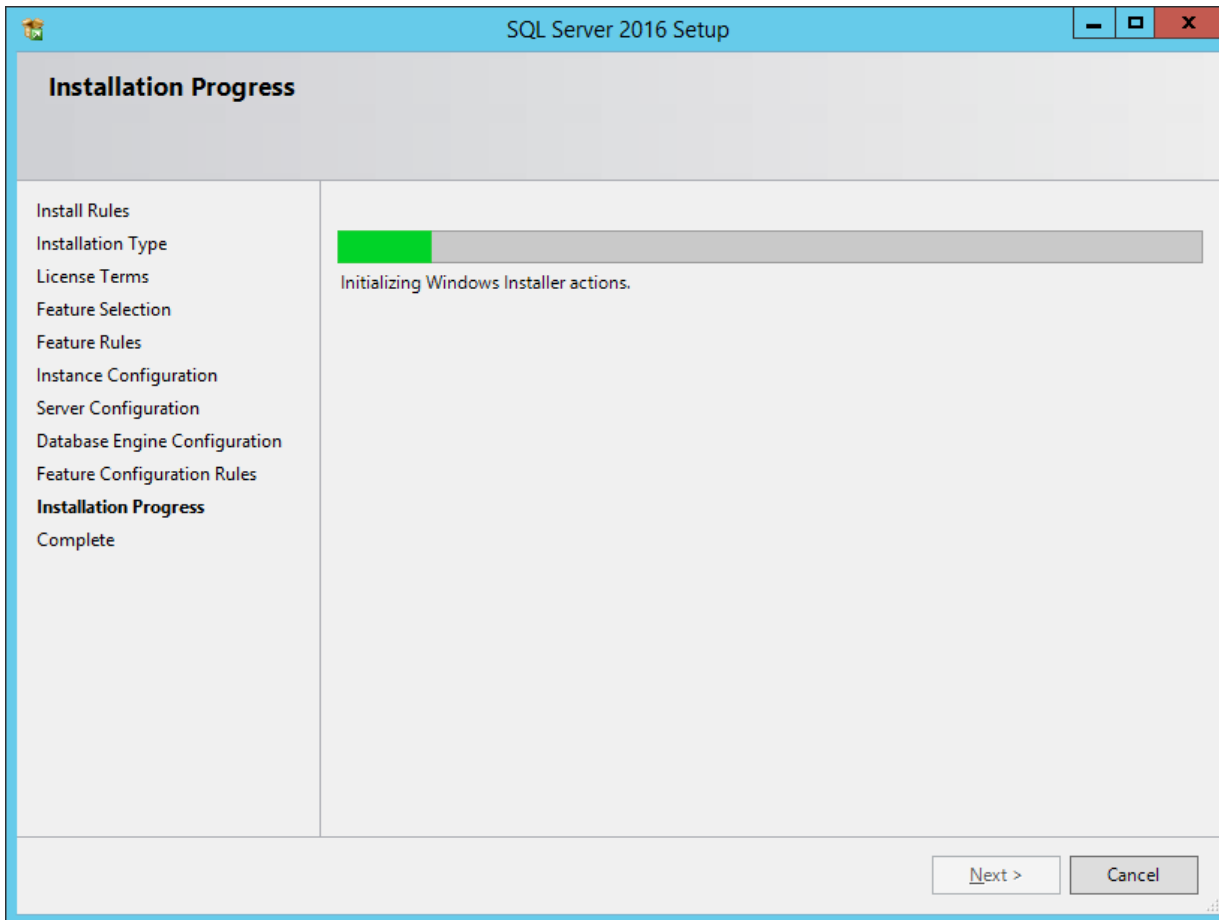 SQL Server 2016 Setup
Installation Progress
Install Rules
Installation Type
License Terms
Feature Selection
Feature Rules
Instance Configuration
Server Configuration
Database Engine Configuration
Feature Configuration Rules
Installation Progress
Complete
Initializing Windows Installer actions.
Next >
Cancel